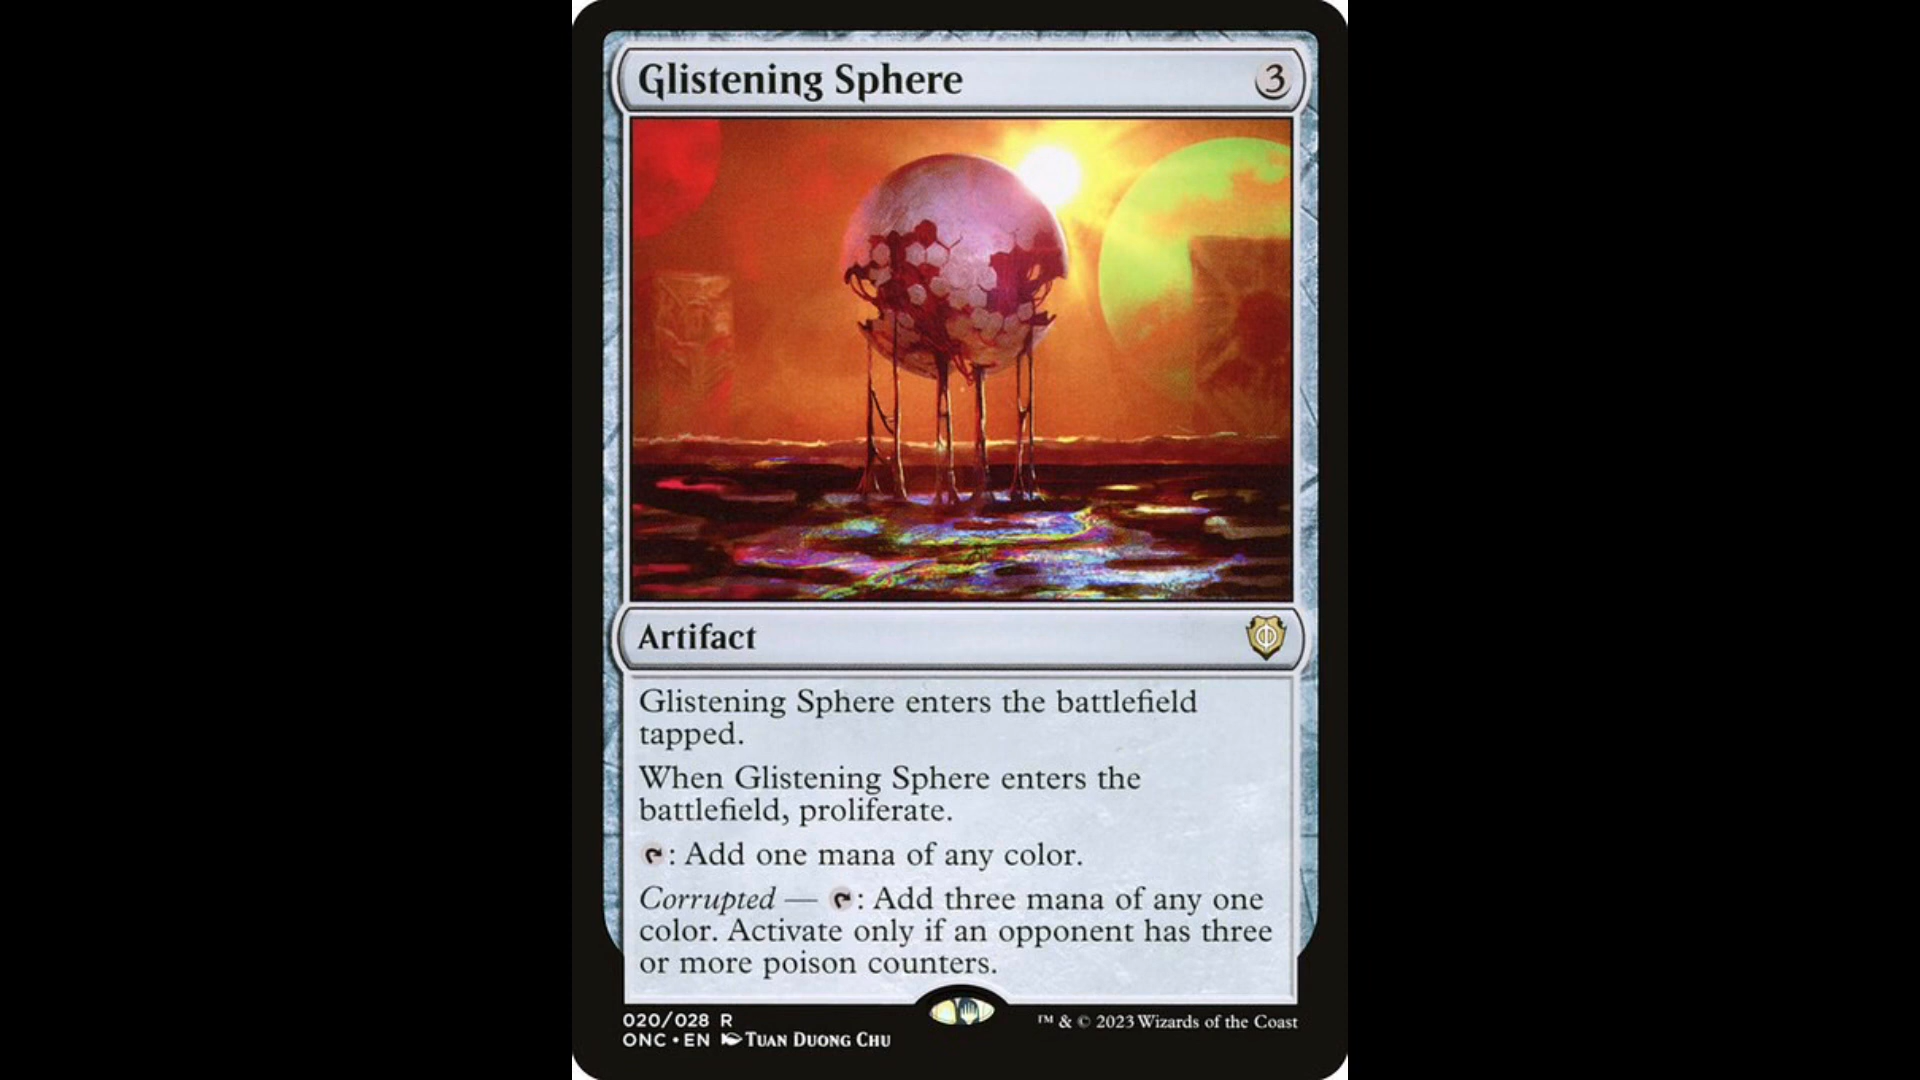 Glistening Sphere 3
Artifact
Glistening Sphere enters the battlefield
tapped.
When Glistening Sphere enters the
battlefield, proliferate.
: Add one mana of any color.
Corrupted — : Add three mana of any one
color. Activate only if an opponent has three
or more poison counters.
020/028 R
ONC • EN TUAN DUONG CHU
™ & © 2023 Wizards of the Coast